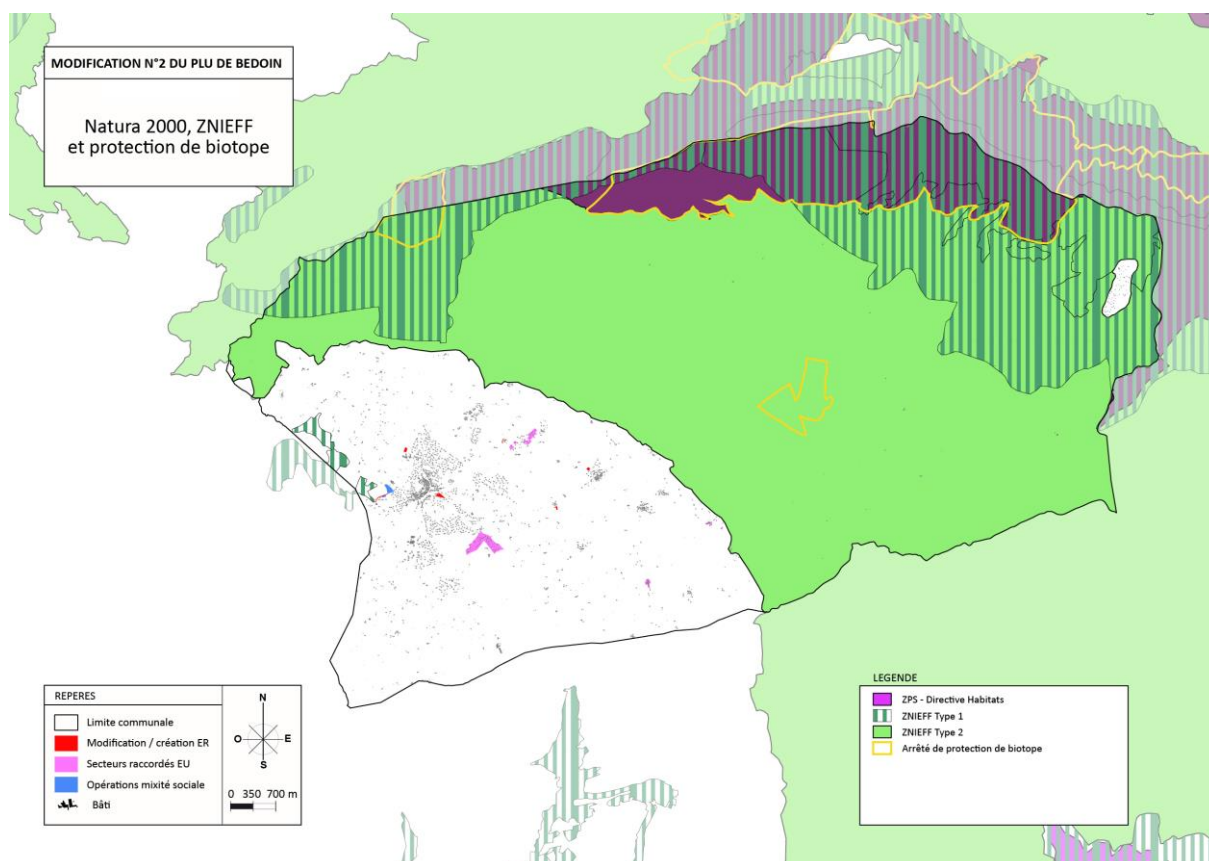 MODIFICATION N°2 DU PLU DE BEDOIN
Natura 2000, ZNIEFF
et protection de biotope
REPERES
Limite communale
Modification / création ER
Secteurs raccordés EU
Opérations mixité sociale
Bâti
N
O
E
S
0 350 700 m
LEGENDE
ZPS - Directive Habitats
ZNIEFF Type 1
ZNIEFF Type 2
Arrêté de protection de biotope